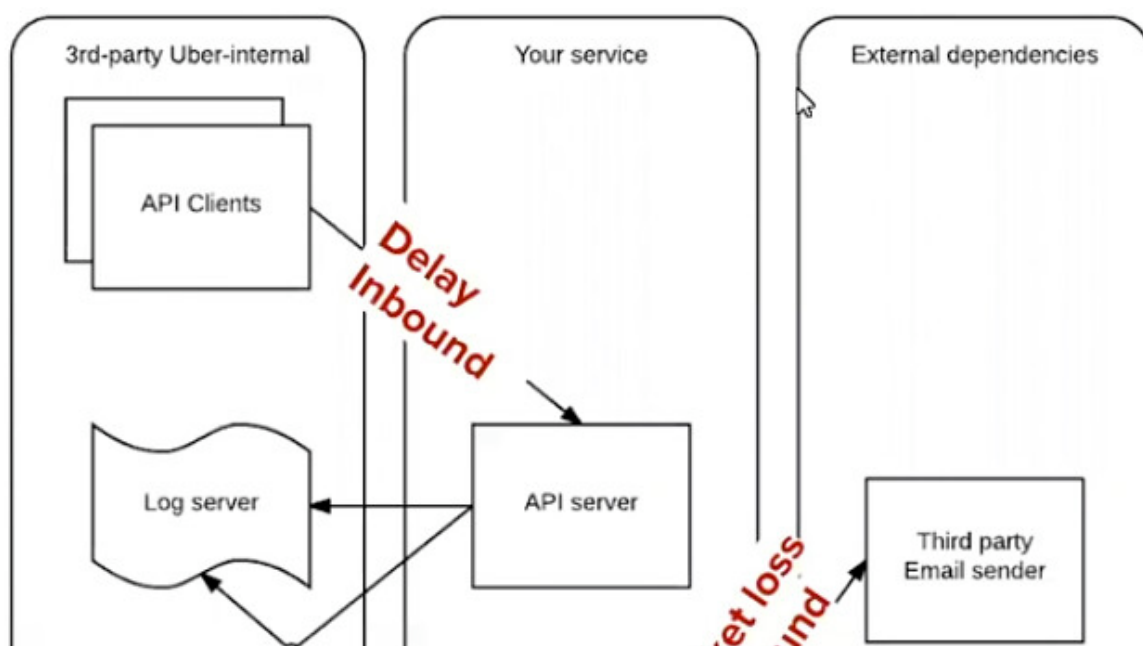 3rd-party Uber-internal
Your service
External dependencies
API Clients
Delay
Inbound
Log server
API server
Third party
Email sender
loss